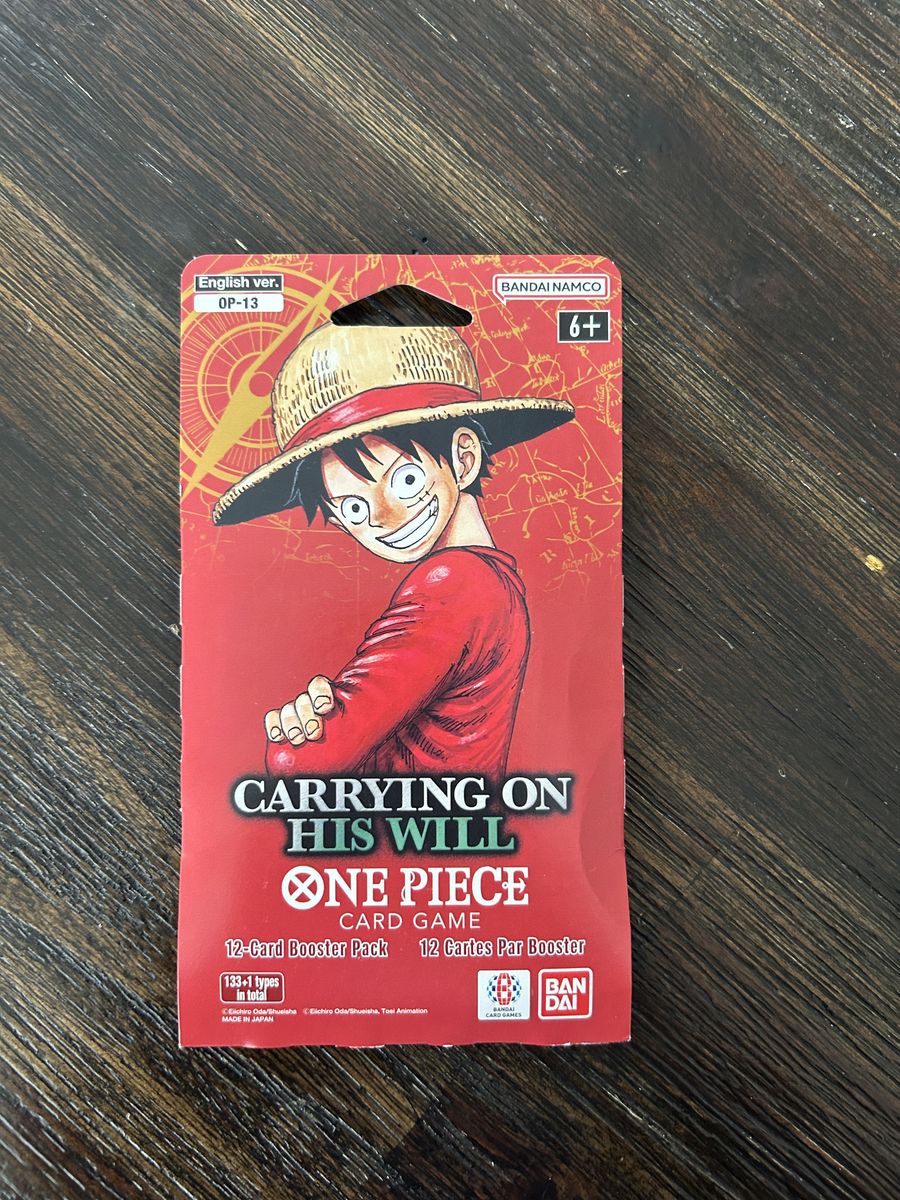 English ver.
OP-13
BANDAI NAMCO
6+
CARRYING ON
HIS WILL
ONE PIECE
CARD GAME
12-Card Booster Pack 12 Cartes Par Booster
133+1 types
in total
BANDAI
CARD GAMES
BAN
DAI
©Eiichiro Oda/Shueisha ©Eiichiro Oda/Shueisha, Toei Animation
MADE IN JAPAN